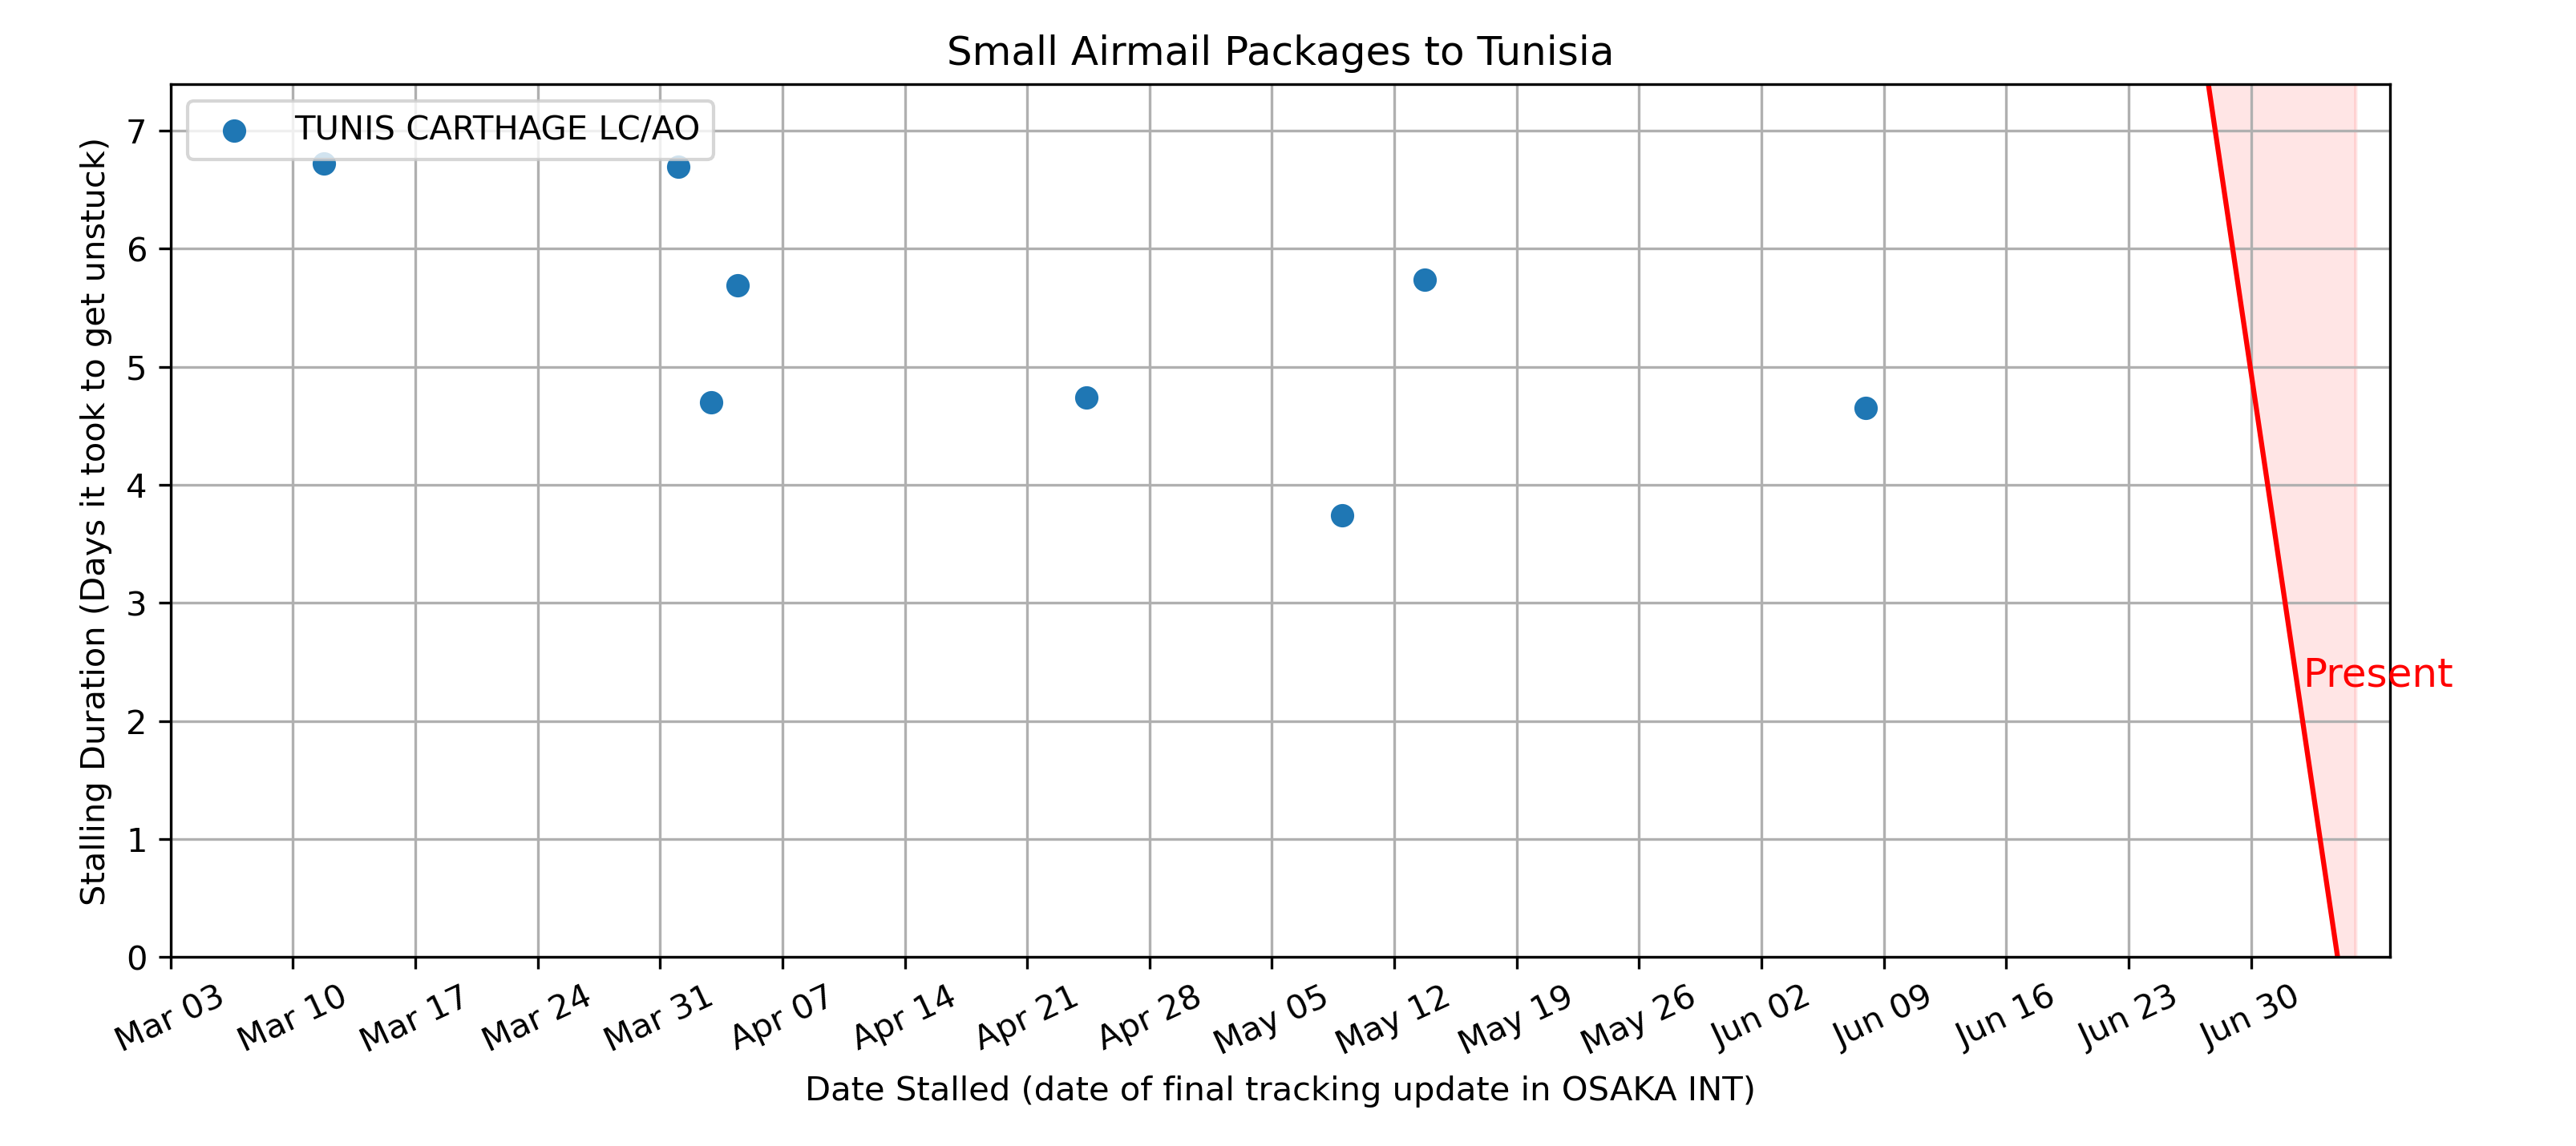 Small Airmail Packages to Tunisia
TUNIS CARTHAGE LC/AO
Stalling Duration (Days it took to get unstuck)
7
6
5
4
3
2
1
0
Present
Mar 03
Mar 10
Mar 17
Mar 24
Mar 31
Apr 07
Apr 14
Apr 21
Apr 28
May 05
May 12
May 19
May 26
Jun 02
Jun 09
Jun 16
Jun 23
Jun 30
Date Stalled (date of final tracking update in OSAKA INT)